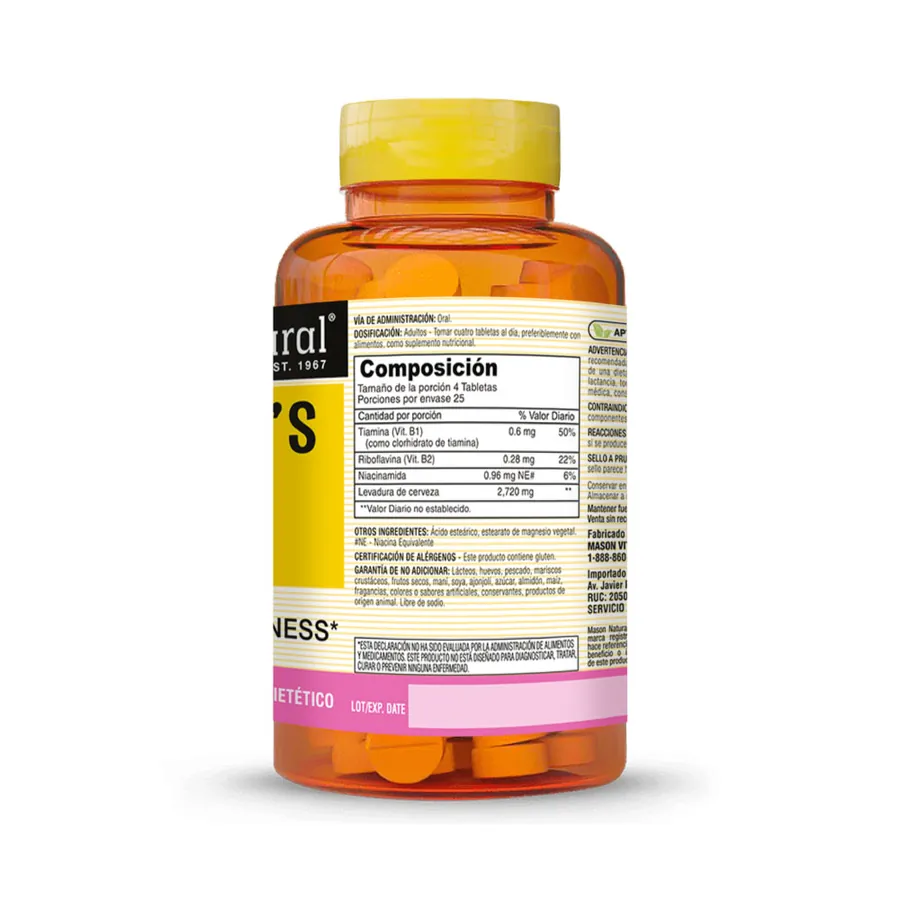 ural®
ST. 1967
'S
NESS*
IETÉTICO
VÍA DE ADMINISTRACIÓN: Oral.
DOSIFICACIÓN: Adultos - Tomar cuatro tabletas al día, preferiblemente con
alimentos, como suplemento nutricional.
Composición
Tamaño de la porción 4 Tabletas
Porciones por envase 25
Cantidad por porción % Valor Diario
Tiamina (Vit. B1) 0.6 mg 50%
(como clorhidrato de tiamina)
Riboflavina (Vit. B2) 0.28 mg 22%
Niacinamida 0.96 mg NE# 6%
Levadura de cerveza 2,720 mg **
**Valor Diario no establecido.
OTROS INGREDIENTES: Ácido esteárico, estearato de magnesio vegetal.
#NE - Niacina Equivalente
CERTIFICACIÓN DE ALÉRGENOS - Este producto contiene gluten.
GARANTÍA DE NO ADICIONAR: Lácteos, huevos, pescado, mariscos
crustáceos, frutos secos, maní, soya, ajonjolí, azúcar, almidón, maíz,
fragancias, colores o sabores artificiales, conservantes, productos de
origen animal. Libre de sodio.
*ESTA DECLARACIÓN NO HA SIDO EVALUADA POR LA ADMINISTRACIÓN DE ALIMENTOS
Y MEDICAMENTOS. ESTE PRODUCTO NO ESTÁ DISEÑADO PARA DIAGNOSTICAR, TRATAR,
CURAR O PREVENIR NINGUNA ENFERMEDAD.
LOT/EXP. DATE
AP
ADVERTENCIA
recomendada
de una dieta
lactancia, to
médica, cons
CONTRAINDIC
componentes
REACCIONES
si se produce
SELLO A PRU
sello parece
Conservar en
Almacenar a
Mantener fue
Venta sin rec
Fabricado
MASON VI
1-888-860
Importado
Av. Javier
RUC: 2050
SERVICIO
Mason Natura
marca registr
hace referenc
beneficio o
de este produc